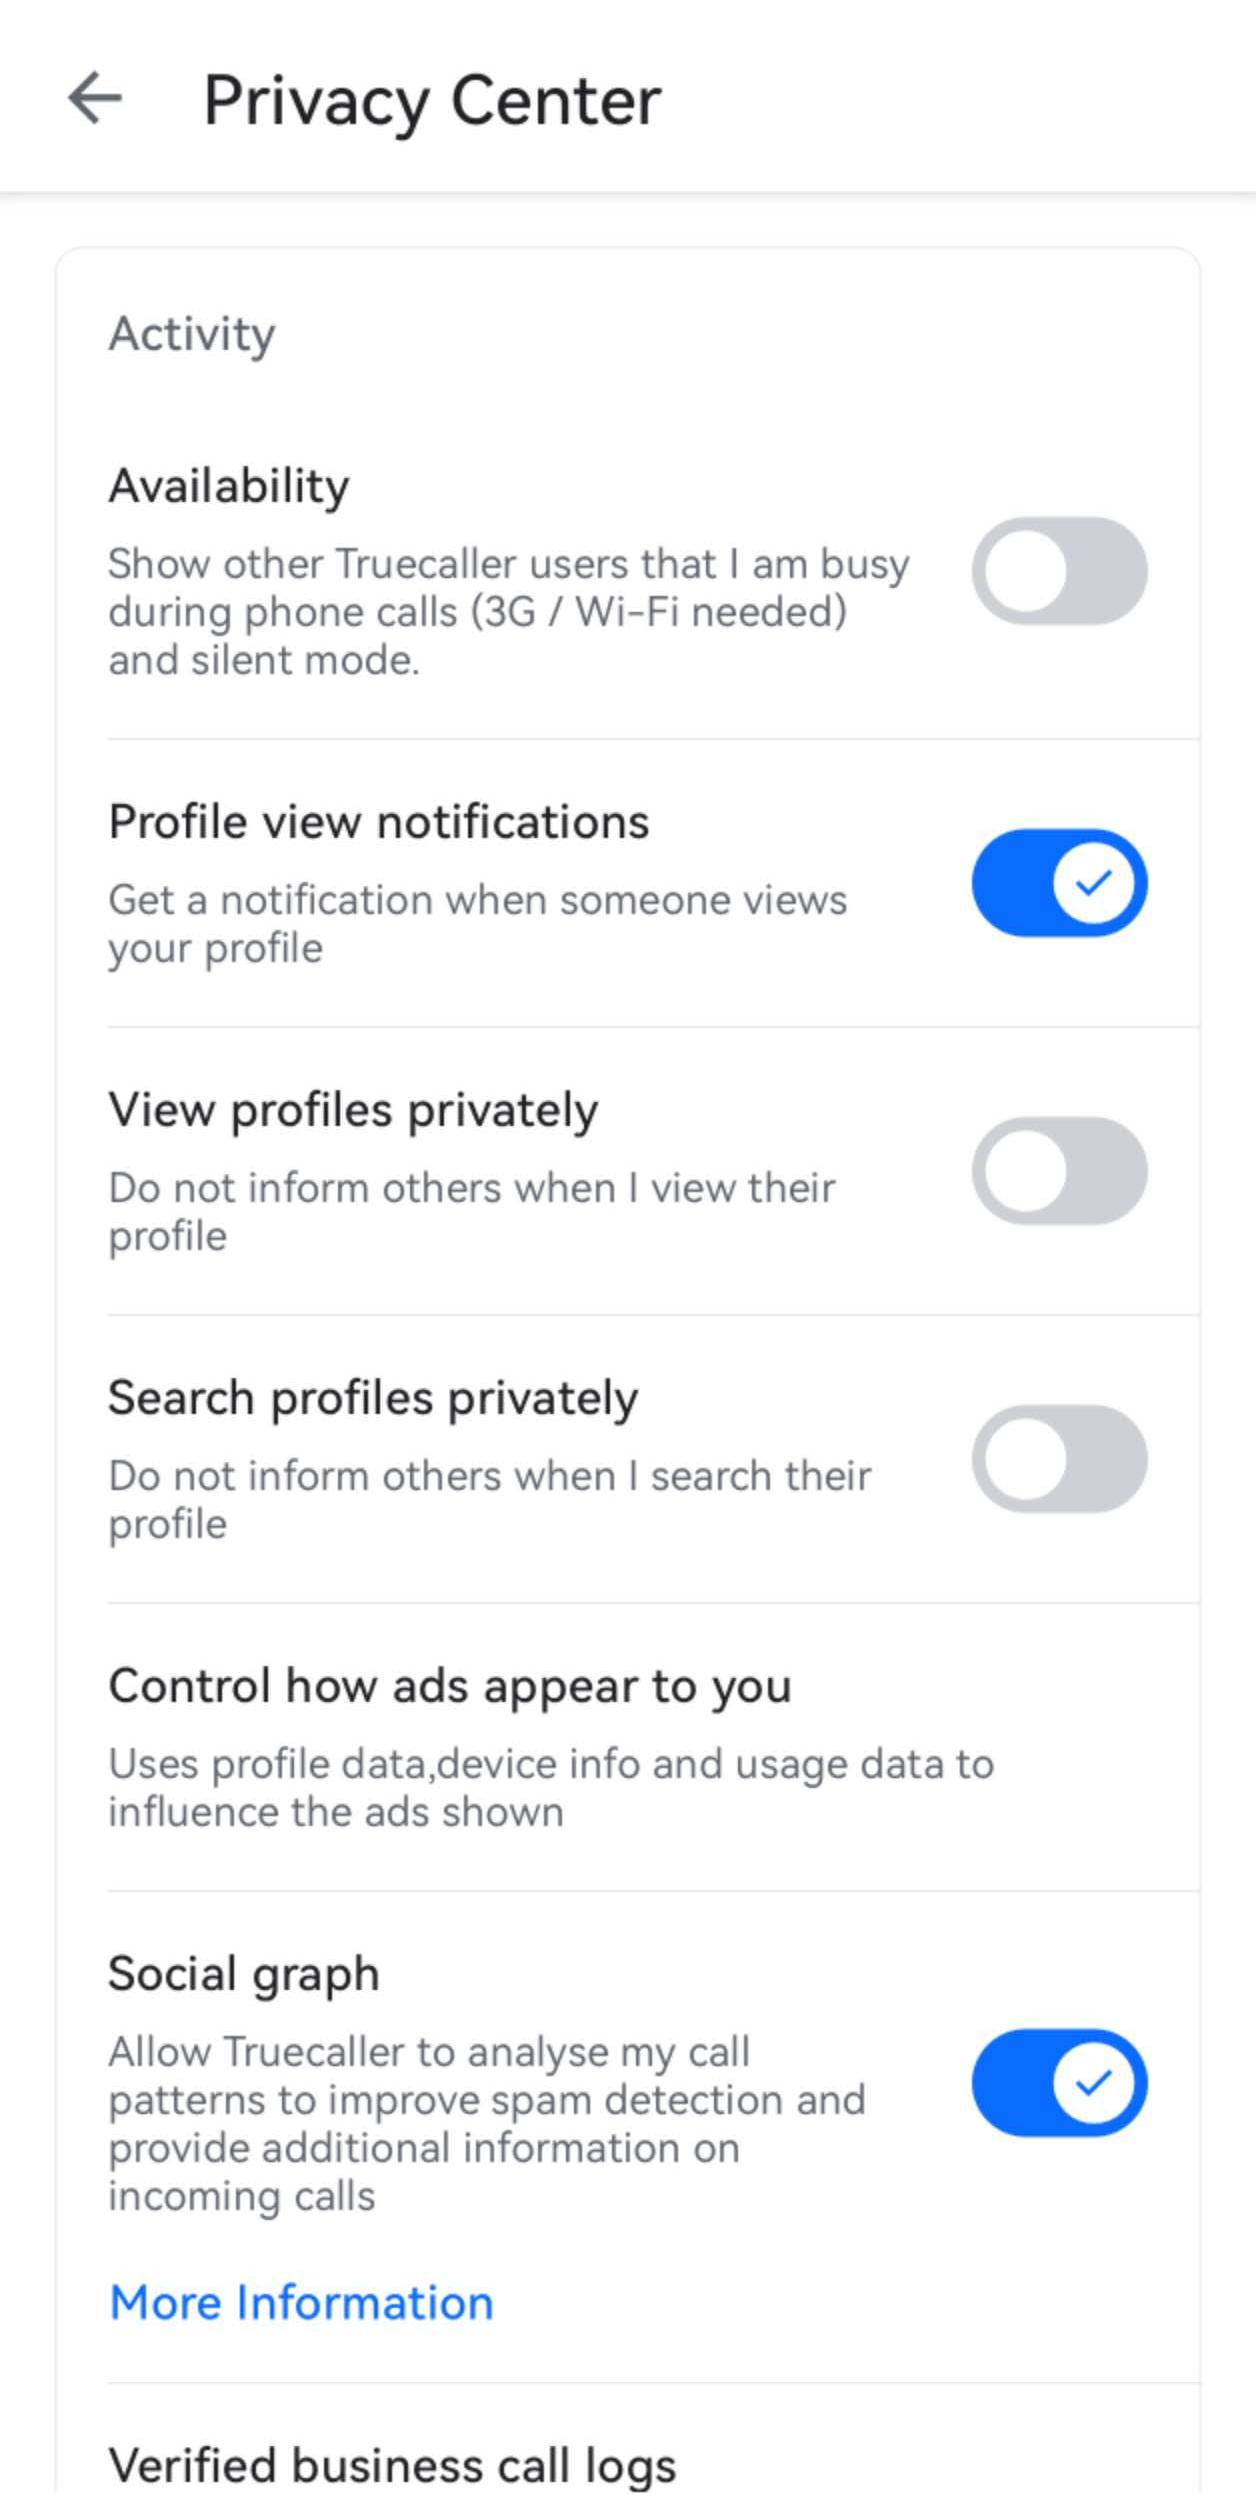 Privacy Center
Activity
Availability
Show other Truecaller users that I am busy
during phone calls (3G / Wi-Fi needed)
and silent mode.
Profile view notifications
Get a notification when someone views
your profile
View profiles privately
Do not inform others when I view their
profile
Search profiles privately
Do not inform others when I search their
profile
Control how ads appear to you
Uses profile data,device info and usage data to
influence the ads shown
Social graph
Allow Truecaller to analyse my call
patterns to improve spam detection and
provide additional information on
incoming calls
More Information
Verified business call logs